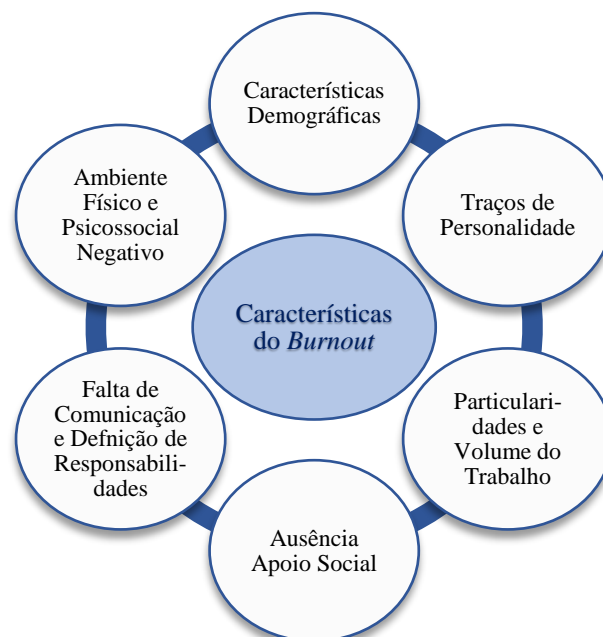 Características
Demográficas
Traços de
Personalidade
Particulari-
dades e
Volume do
Trabalho
Ausência
Apoio Social
Falta de
Comunicação
e Defnição de
Responsabili-
dades
Ambiente
Físico e
Psicossocial
Negativo
Características
do Burnout